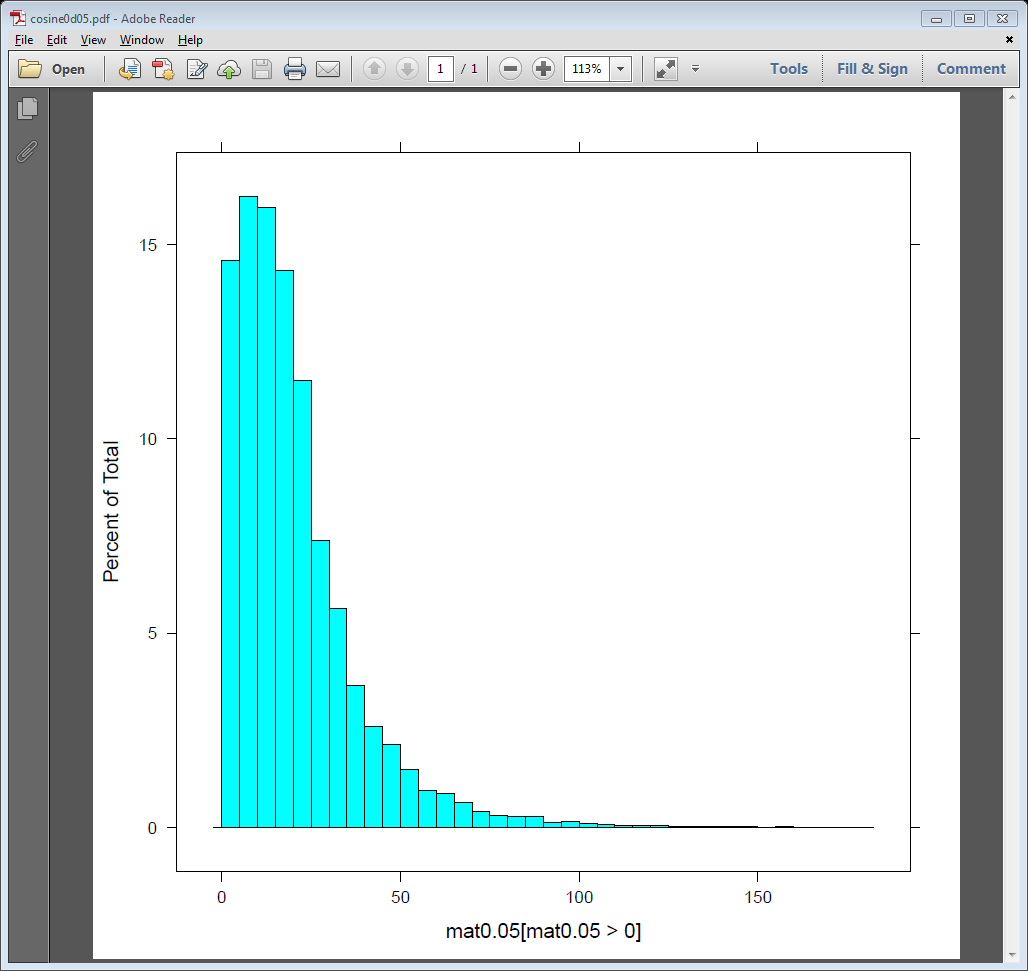 cosine0d05.pdf - Adobe Reader
File Edit View Window Help
Open 1 / 1 113% Tools Fill & Sign Comment
15
10
5
0
Percent of Total
0 50 100 150
mat0.05[mat0.05 > 0]